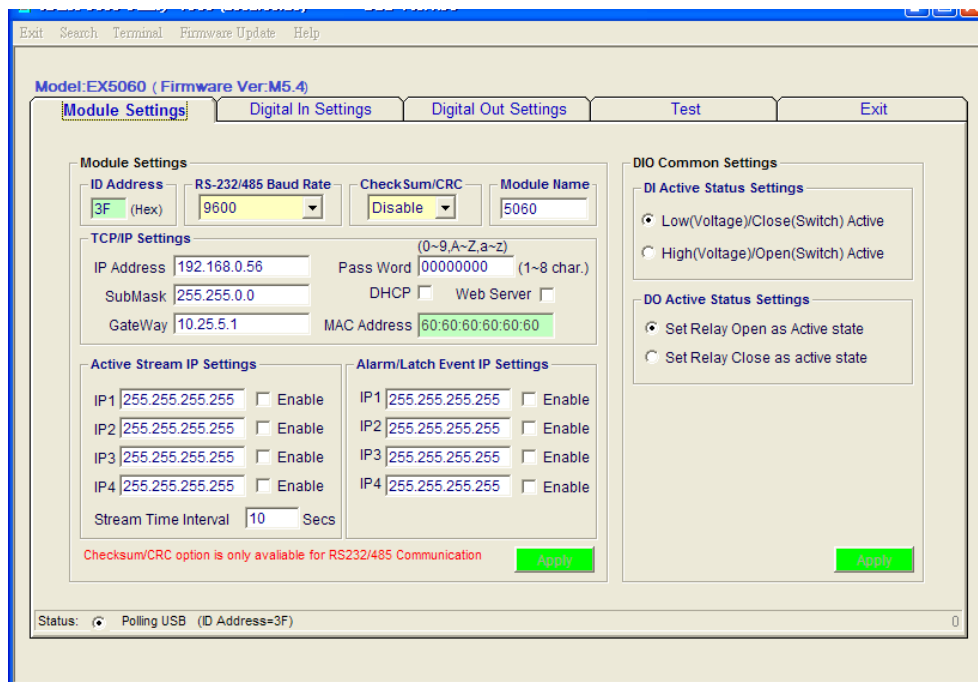 Exit Search Terminal Firmware Update Help
Model:EX5060 ( Firmware Ver:M5.4)
Module Settings Digital In Settings Digital Out Settings Test Exit
Module Settings
ID Address
3F (Hex)
RS-232/485 Baud Rate
9600
CheckSum/CRC
Disable
Module Name
5060
TCP/IP Settings
(0~9,A~Z,a~z)
IP Address 192.168.0.56 Pass Word 00000000 (1~8 char.)
SubMask 255.255.0.0 DHCP Web Server
GateWay 10.25.5.1 MAC Address 60:60:60:60:60:60
Active Stream IP Settings
IP1 255.255.255.255 Enable
IP2 255.255.255.255 Enable
IP3 255.255.255.255 Enable
IP4 255.255.255.255 Enable
Stream Time Interval 10 Secs
Alarm/Latch Event IP Settings
IP1 255.255.255.255 Enable
IP2 255.255.255.255 Enable
IP3 255.255.255.255 Enable
IP4 255.255.255.255 Enable
Checksum/CRC option is only avaliable for RS232/485 Communication
Apply
DIO Common Settings
DI Active Status Settings
Low(Voltage)/Close(Switch) Active
High(Voltage)/Open(Switch) Active
DO Active Status Settings
Set Relay Open as Active state
Set Relay Close as active state
Apply
Status: Polling USB (ID Address=3F) 0